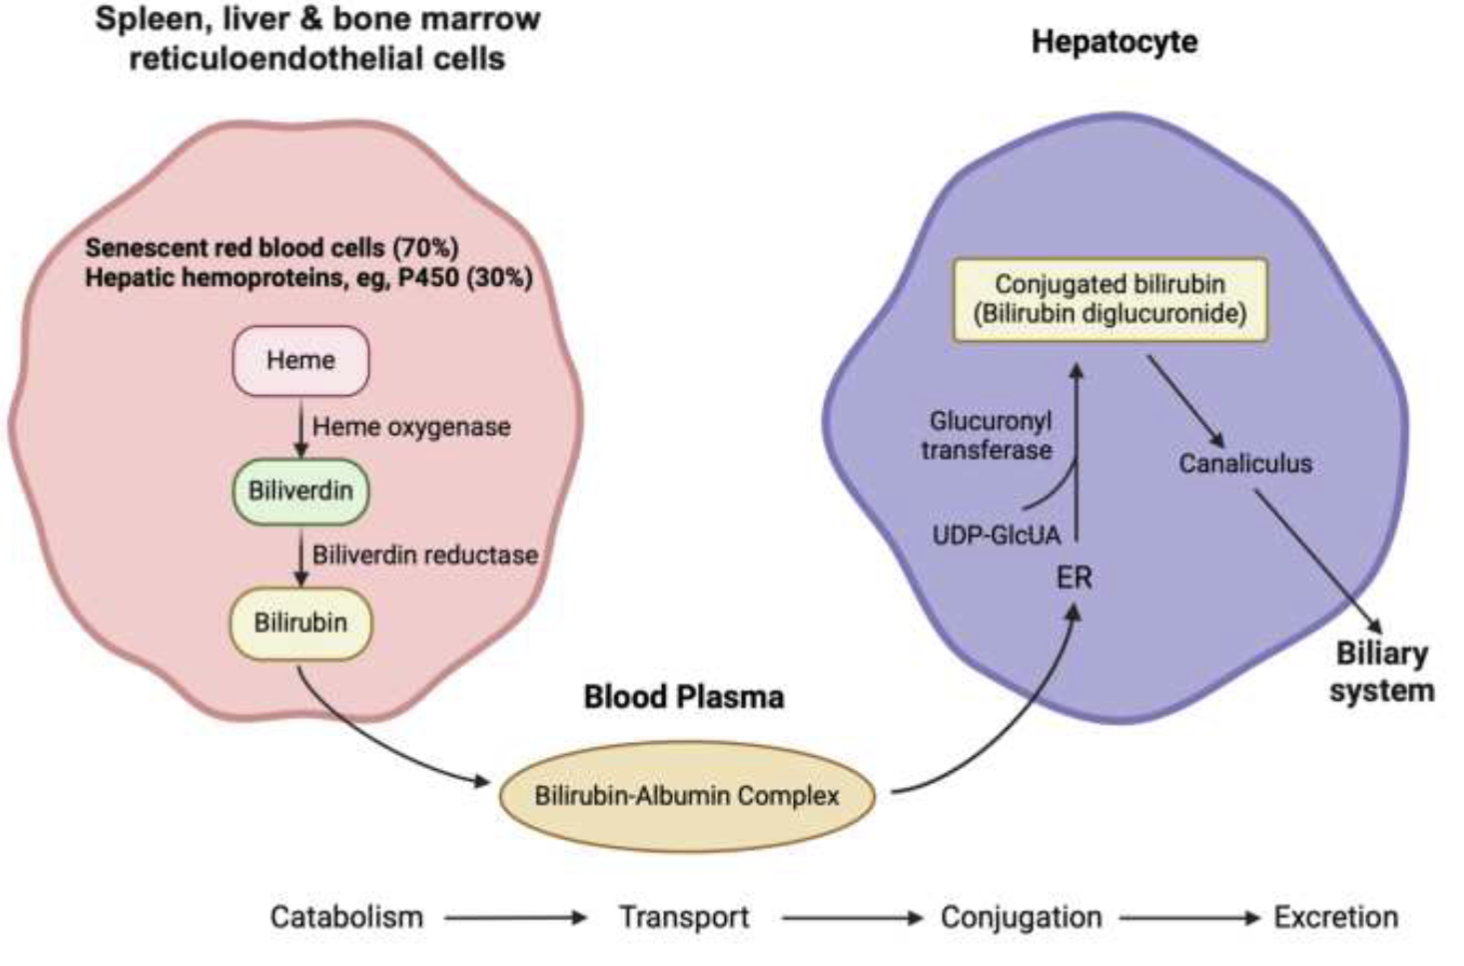 Spleen, liver & bone marrow
reticuloendothelial cells
Senescent red blood cells (70%)
Hepatic hemoproteins, eg, P450 (30%)
Heme
Heme oxygenase
Biliverdin
Biliverdin reductase
Bilirubin
Blood Plasma
Bilirubin-Albumin Complex
Hepatocyte
Conjugated bilirubin
(Bilirubin diglucuronide)
Glucuronyl
transferase
UDP-GlcUA
ER
Canaliculus
Biliary
system
Catabolism
Transport
Conjugation
Excretion